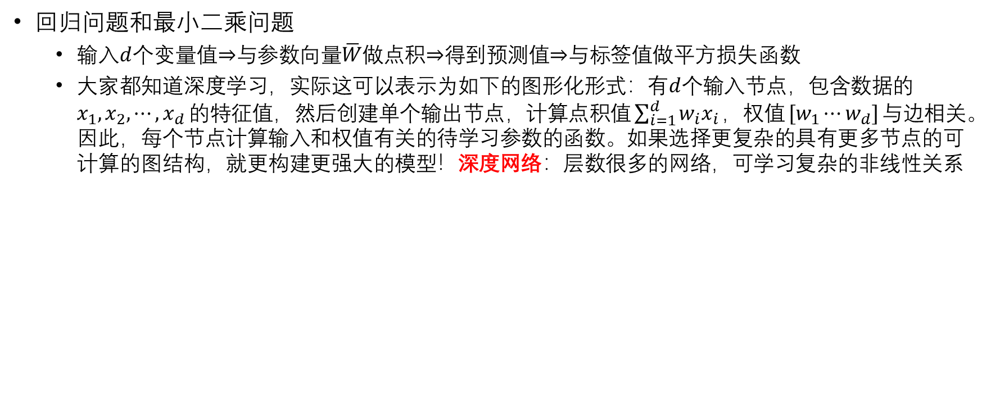 • 回归问题和最小二乘问题
• 输入d个变量值⇒与参数向量W̅做点积⇒得到预测值⇒与标签值做平方损失函数
• 大家都知道深度学习，实际这可以表示为如下的图形化形式：有d个输入节点，包含数据的
x₁, x₂, ⋯ , x_d 的特征值，然后创建单个输出节点，计算点积值 ∑_{i=1}^{d} w_i x_i，权值 [w₁ ⋯ w_d] 与边相关。
因此，每个节点计算输入和权值有关的待学习参数的函数。如果选择更复杂的具有更多节点的可
计算的图结构，就更构建更强大的模型！深度网络：层数很多的网络，可学习复杂的非线性关系